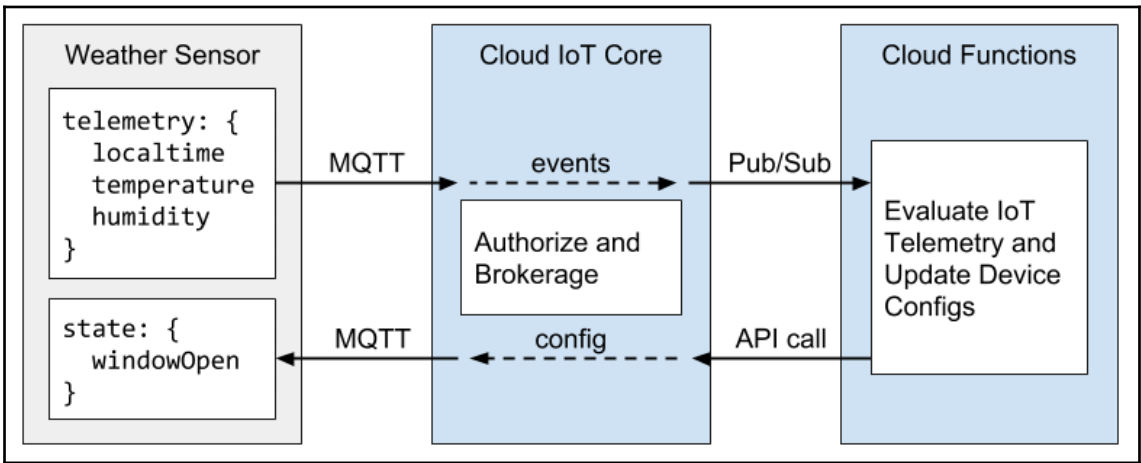 Weather Sensor
telemetry: {
localtime
temperature
humidity
}
state: {
windowOpen
}
MQTT
MQTT
Cloud IoT Core
events
Authorize and
Brokerage
config
Pub/Sub
API call
Cloud Functions
Evaluate IoT
Telemetry and
Update Device
Configs